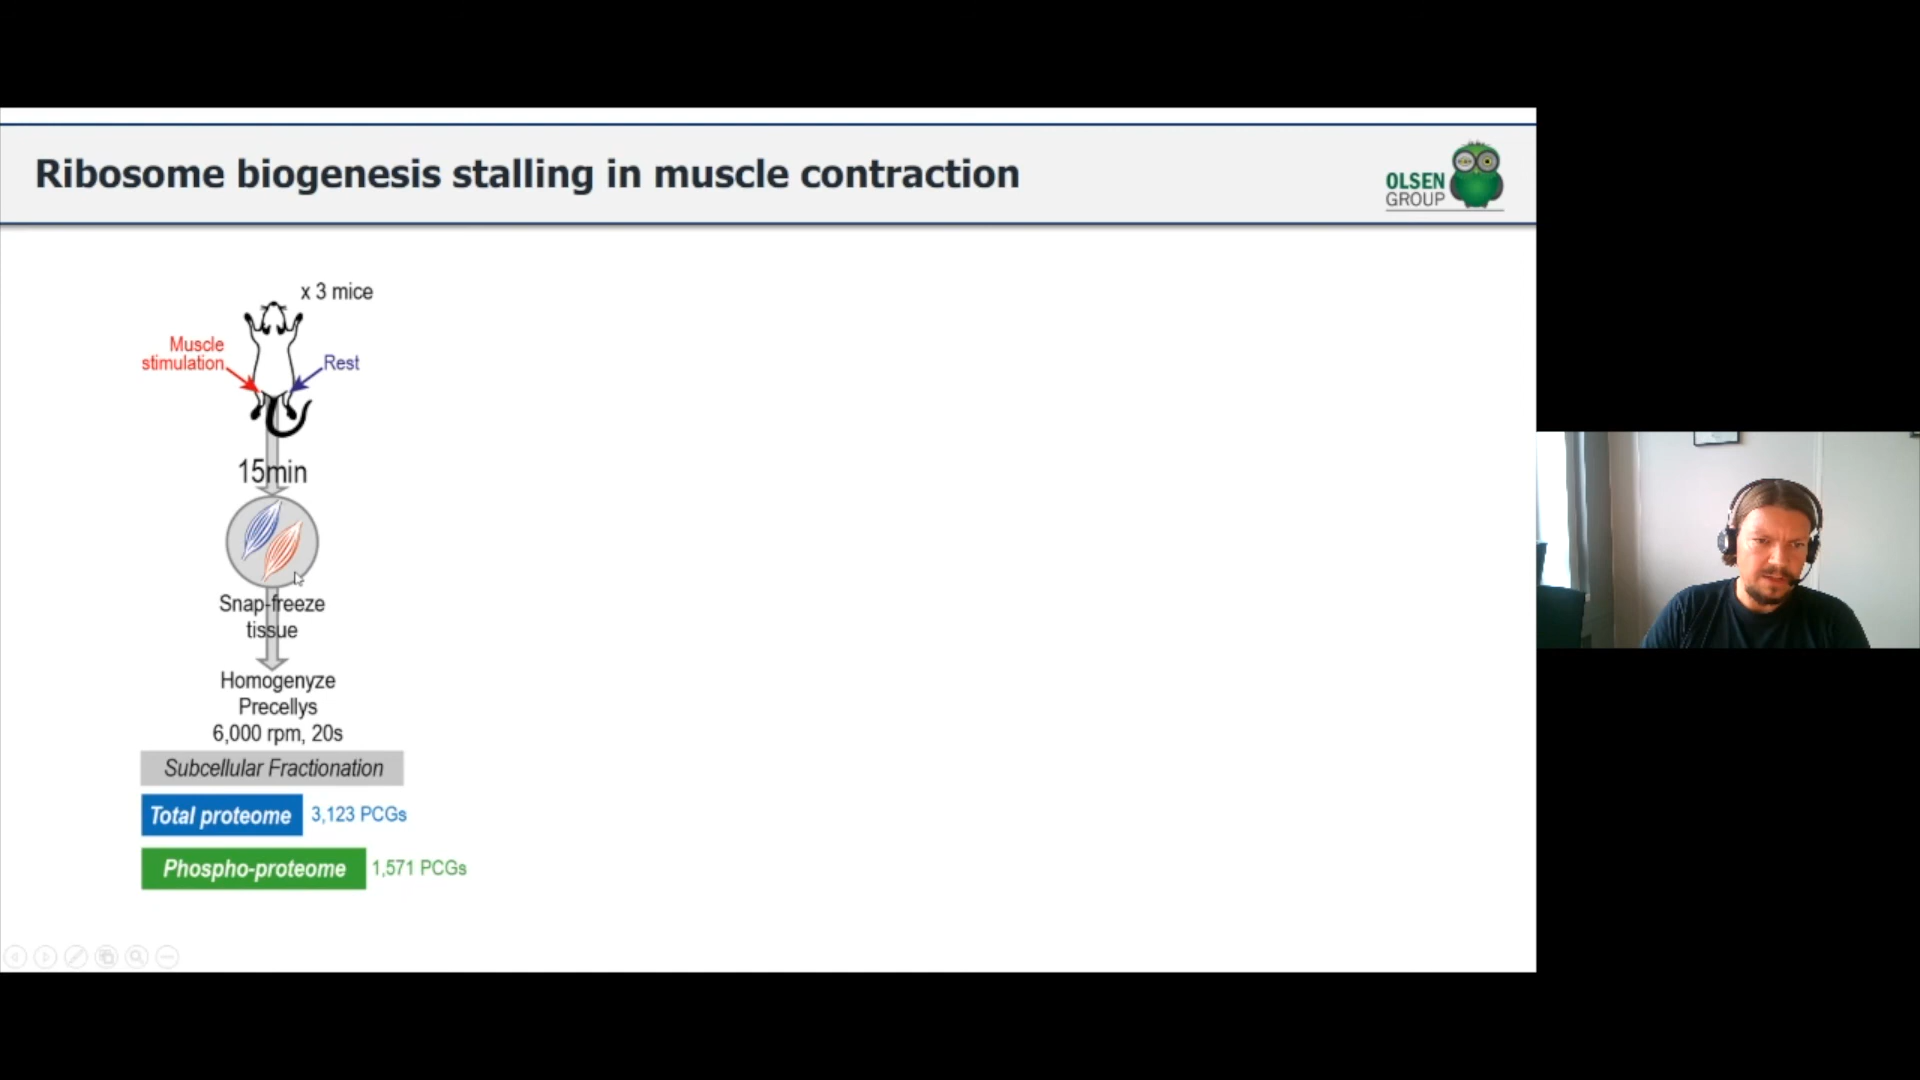 Ribosome biogenesis stalling in muscle contraction
OLSEN
GROUP
x 3 mice
Muscle
stimulation
Rest
15min
Snap-freeze
tissue
Homogenyze
Precellys
6,000 rpm, 20s
Subcellular Fractionation
Total proteome 3,123 PCGs
Phospho-proteome 1,571 PCGs